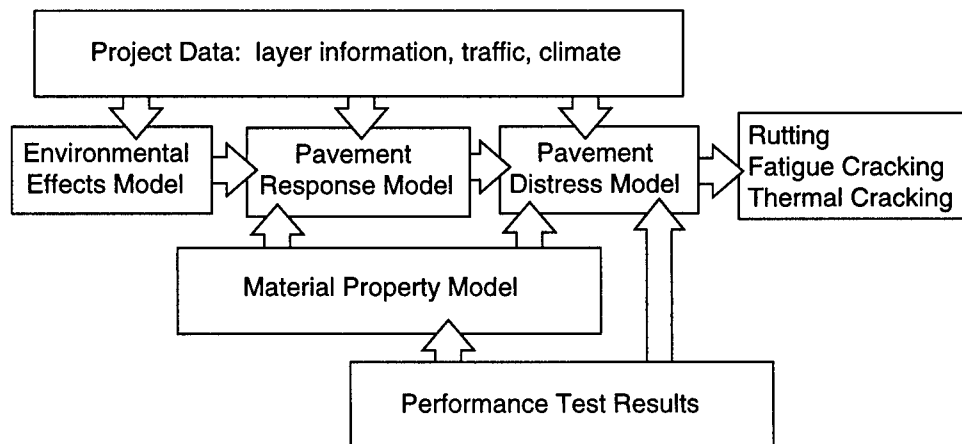 Project Data: layer information, traffic, climate
Environmental
Effects Model
Pavement
Response Model
Pavement
Distress Model
Rutting
Fatigue Cracking
Thermal Cracking
Material Property Model
Performance Test Results